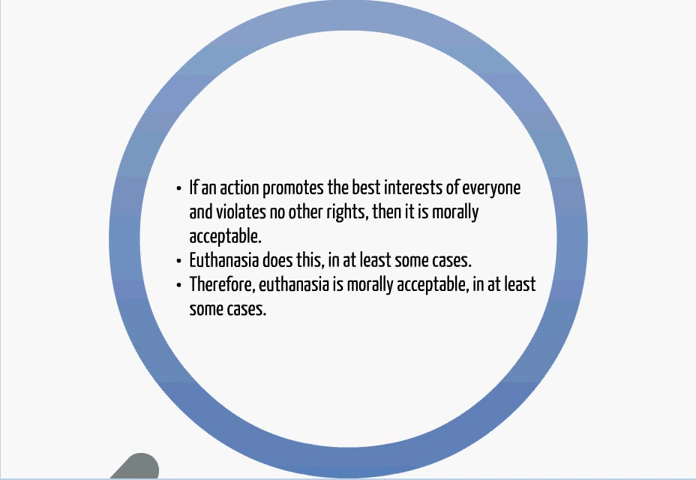 • If an action promotes the best interests of everyone
and violates no other rights, then it is morally
acceptable.
• Euthanasia does this, in at least some cases.
• Therefore, euthanasia is morally acceptable, in at least
some cases.